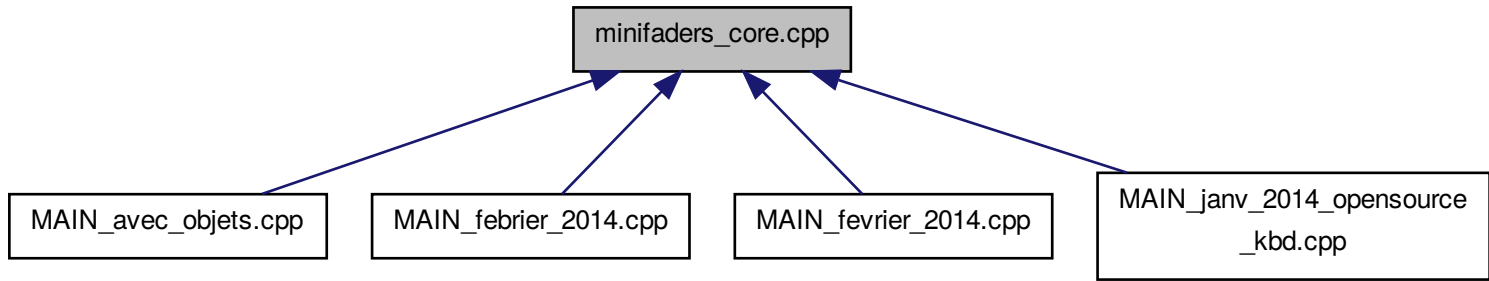 minifaders_core.cpp
MAIN_avec_objets.cpp
MAIN_febrier_2014.cpp
MAIN_fevrier_2014.cpp
MAIN_janv_2014_opensource
_kbd.cpp